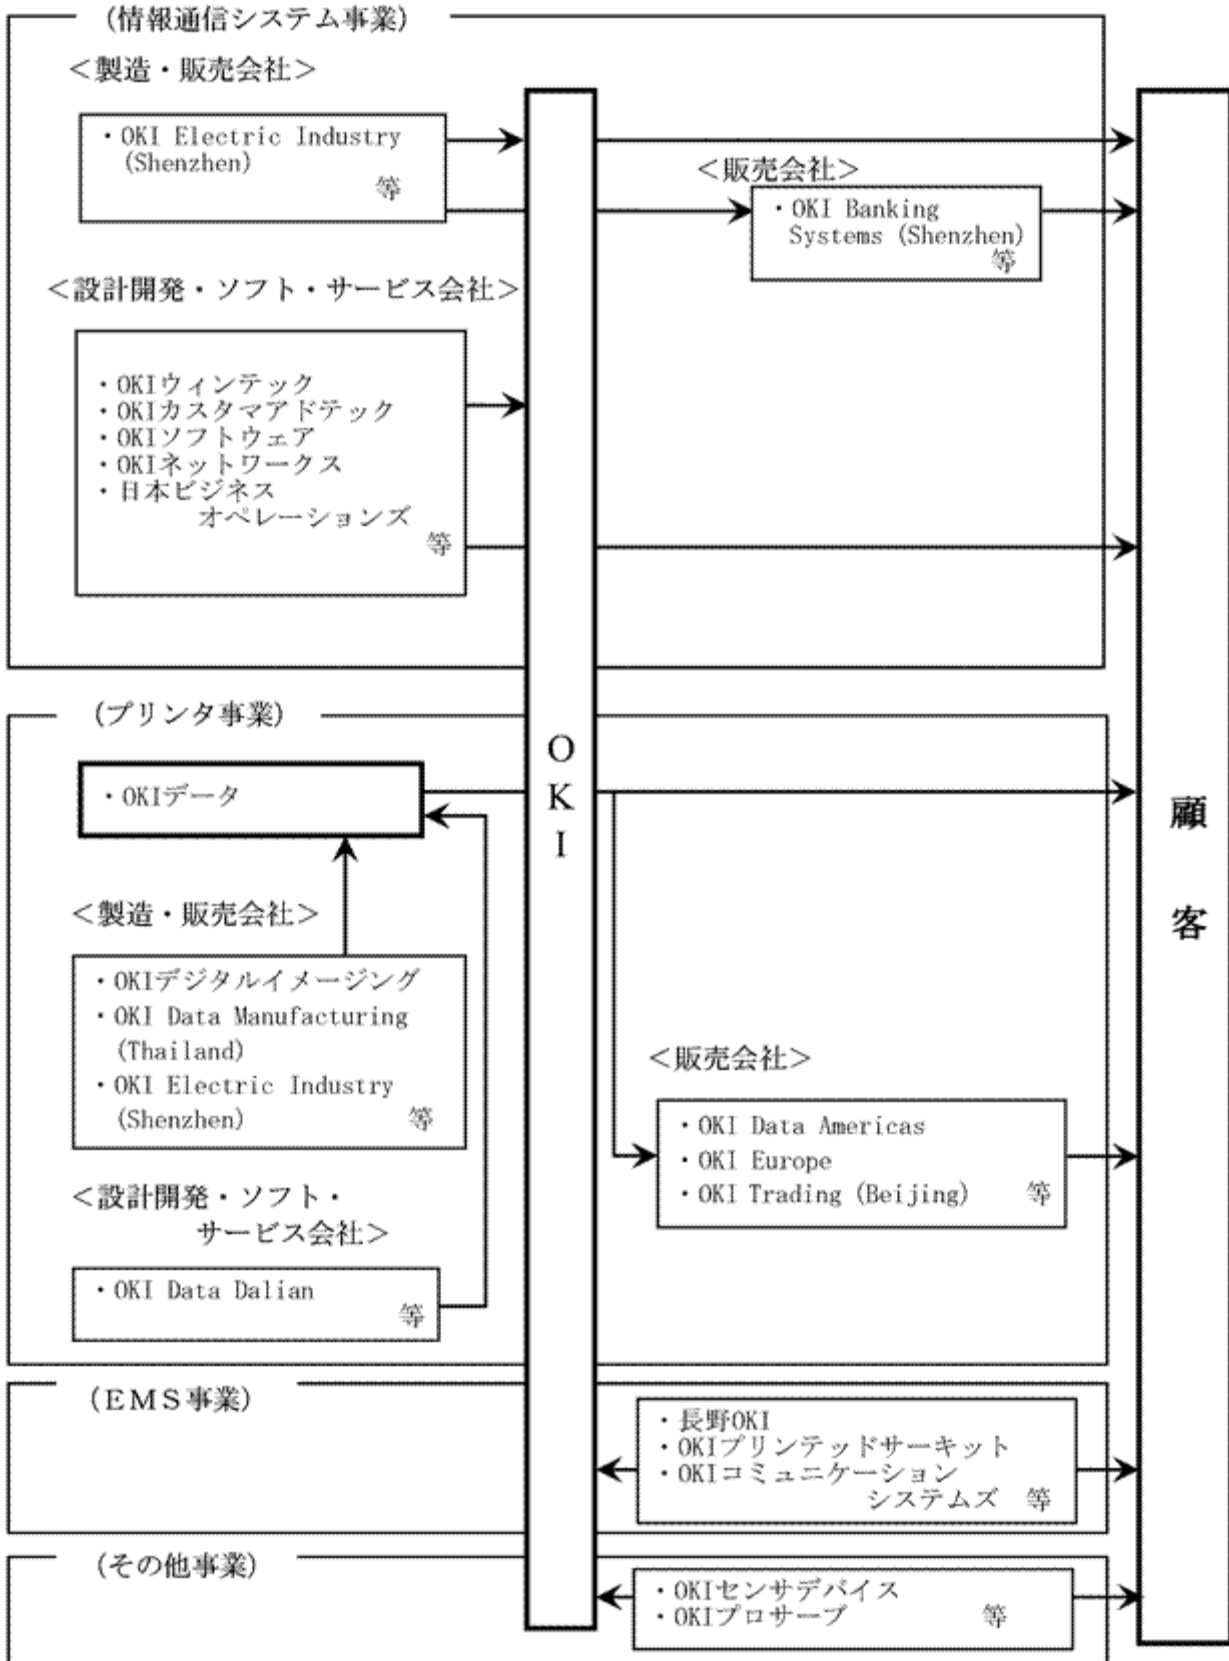 (情報通信システム事業)
＜製造・販売会社＞
・OKI Electric Industry
(Shenzhen)
等
＜販売会社＞
・OKI Banking
Systems (Shenzhen)
等
＜設計開発・ソフト・サービス会社＞
・OKIウィンテック
・OKIカスタマアドテック
・OKIソフトウェア
・OKIネットワークス
・日本ビジネス
オペレーションズ
等
(プリンタ事業)
・OKIデータ
＜製造・販売会社＞
・OKIデジタルイメージング
・OKI Data Manufacturing
(Thailand)
・OKI Electric Industry
(Shenzhen) 等
＜設計開発・ソフト・
サービス会社＞
・OKI Data Dalian
等
＜販売会社＞
・OKI Data Americas
・OKI Europe
・OKI Trading (Beijing) 等
OKI
顧客
(ＥＭＳ事業)
・長野OKI
・OKIプリンテッドサーキット
・OKIコミュニケーション
システムズ 等
(その他事業)
・OKIセンサデバイス
・OKIプロサーブ 等